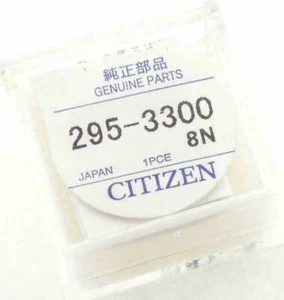 純正部品
GENUINE PARTS
295-3300
8N
JAPAN 1PCE
CITIZEN